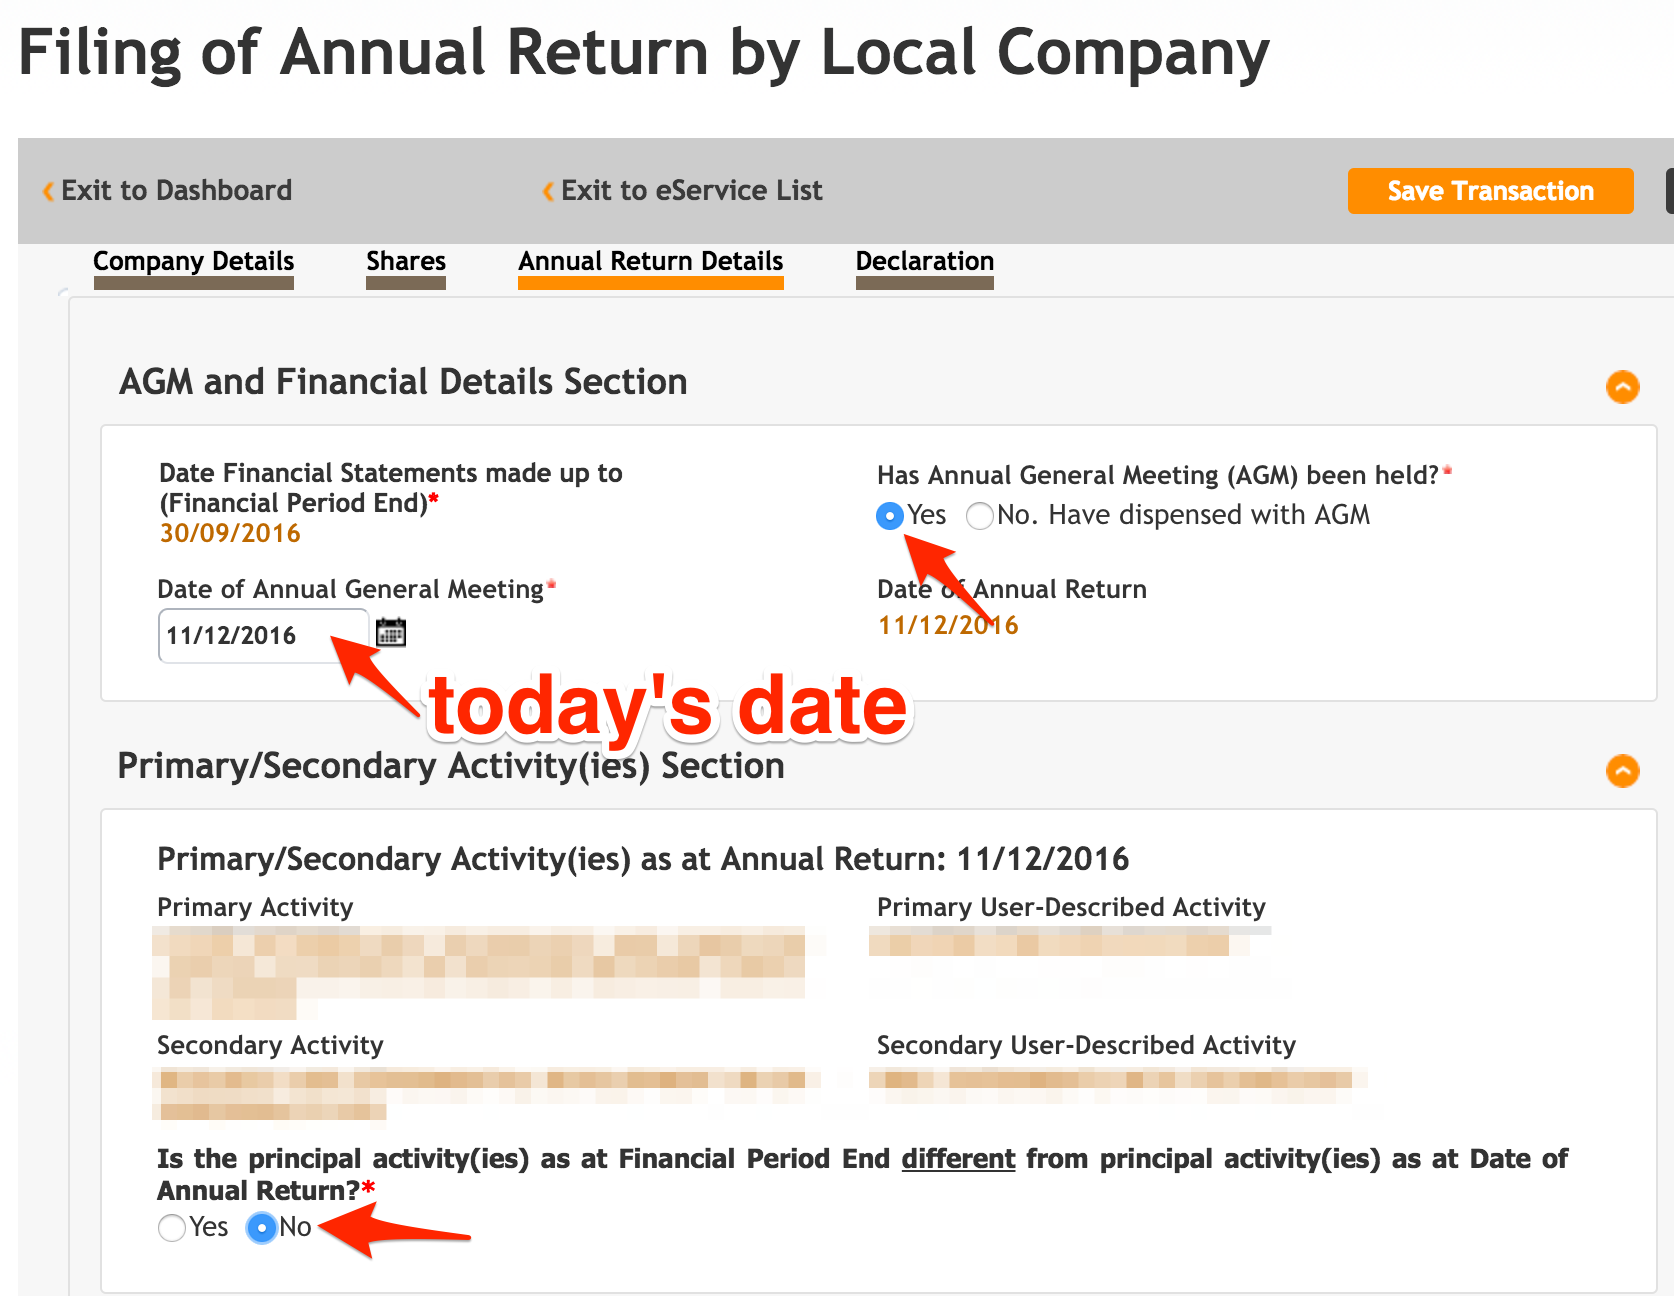 Filing of Annual Return by Local Company
Exit to Dashboard
Exit to eService List
Save Transaction
Company Details
Shares
Annual Return Details
Declaration
AGM and Financial Details Section
Date Financial Statements made up to
(Financial Period End)*
30/09/2016
Has Annual General Meeting (AGM) been held?*
Yes
No. Have dispensed with AGM
Date of Annual General Meeting*
11/12/2016
Date of Annual Return
11/12/2016
today's date
Primary/Secondary Activity(ies) Section
Primary/Secondary Activity(ies) as at Annual Return: 11/12/2016
Primary Activity
Primary User-Described Activity
Secondary Activity
Secondary User-Described Activity
Is the principal activity(ies) as at Financial Period End different from principal activity(ies) as at Date of
Annual Return?*
Yes
No